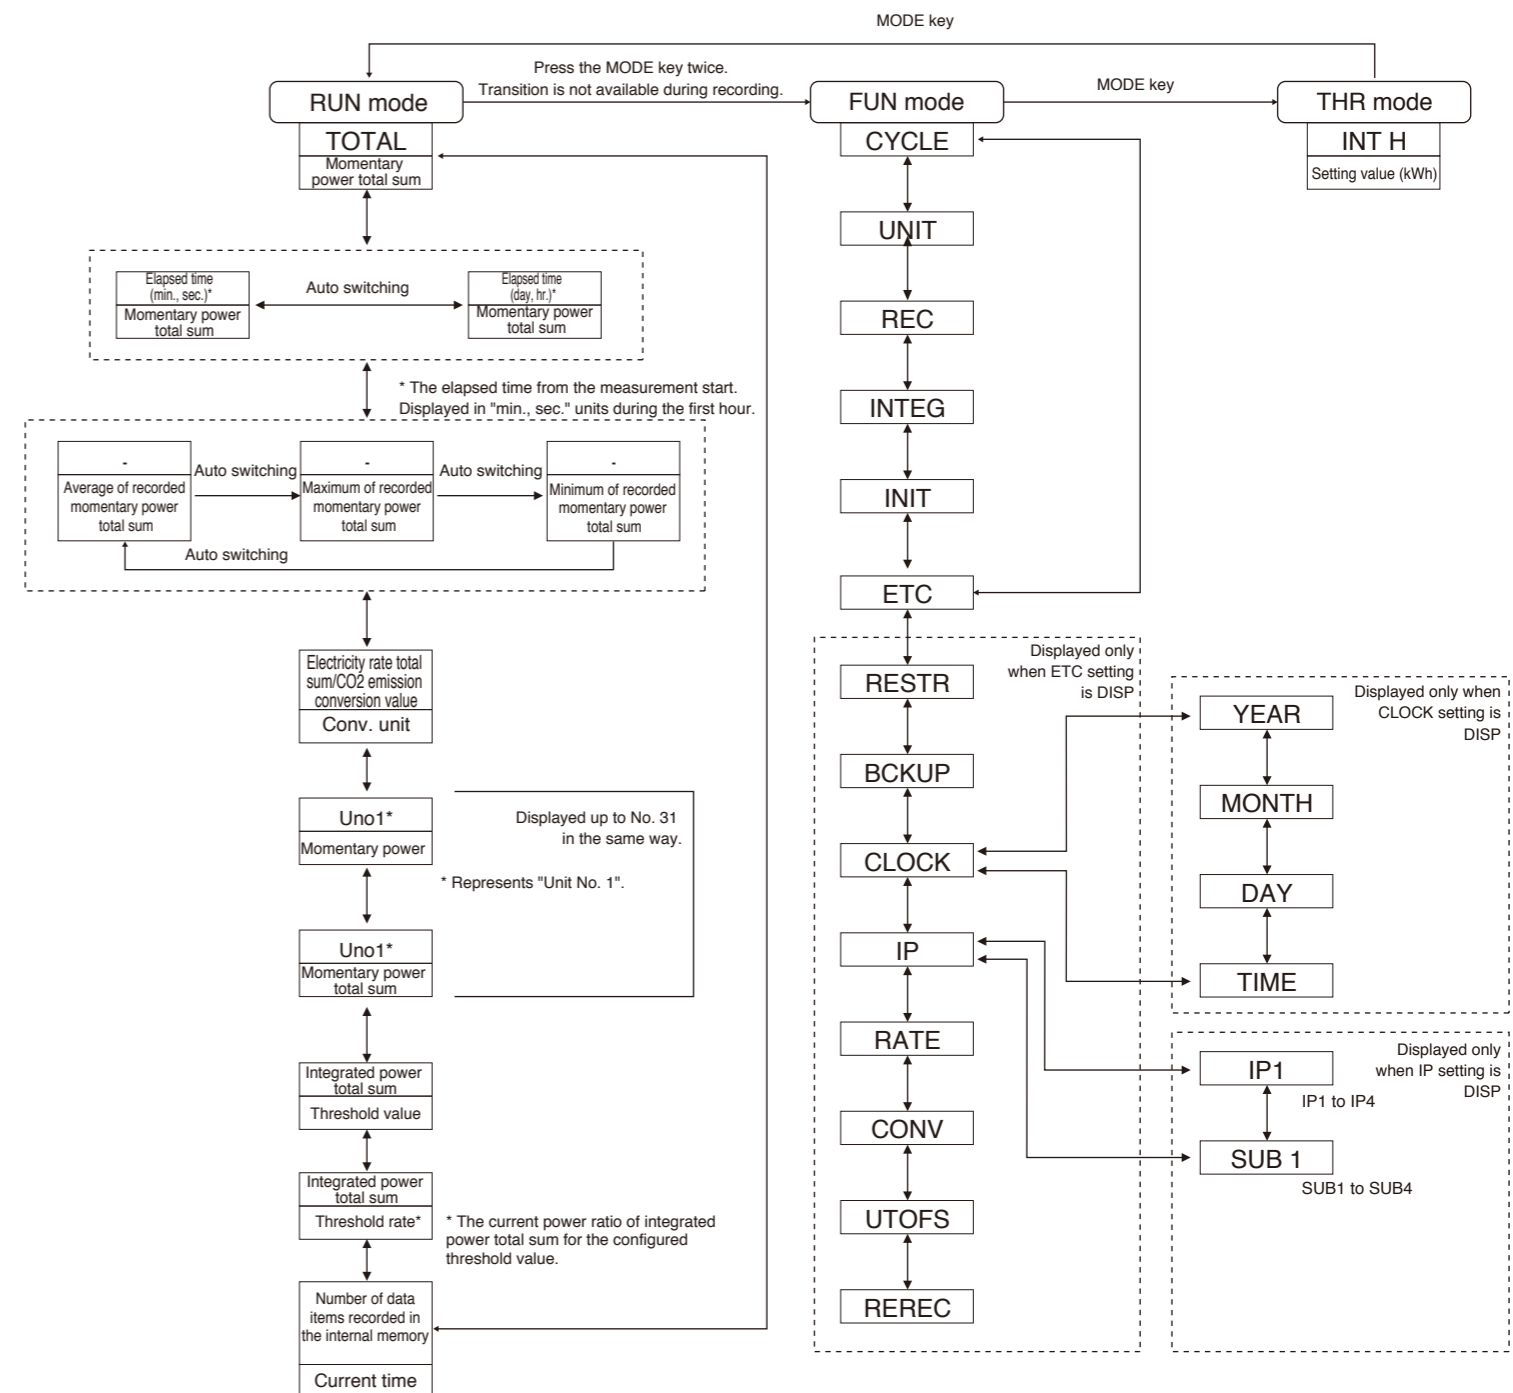 MODE key
Press the MODE key twice.
Transition is not available during recording.
MODE key
RUN mode
FUN mode
THR mode
TOTAL
Momentary
power total sum
CYCLE
INT H
Setting value (kWh)
UNIT
Elapsed time
(min., sec.)*
Momentary power
total sum
Auto switching
Elapsed time
(day, hr.)*
Momentary power
total sum
REC
* The elapsed time from the measurement start.
Displayed in "min., sec." units during the first hour.
INTEG
-
Average of recorded
momentary power
total sum
Auto switching
-
Maximum of recorded
momentary power
total sum
Auto switching
-
Minimum of recorded
momentary power
total sum
Auto switching
INIT
ETC
Electricity rate total
sum/CO2 emission
conversion value
Conv. unit
Displayed only
when ETC setting
is DISP
RESTR
BCKUP
CLOCK
IP
RATE
CONV
UTOFS
REREC
Displayed only when
CLOCK setting is
DISP
YEAR
MONTH
DAY
TIME
Uno1*
Momentary power
Displayed up to No. 31
in the same way.
* Represents "Unit No. 1".
Uno1*
Momentary power
total sum
Displayed only
when IP setting is
DISP
IP1
IP1 to IP4
SUB 1
SUB1 to SUB4
Integrated power
total sum
Threshold value
Integrated power
total sum
Threshold rate*
* The current power ratio of integrated
power total sum for the configured
threshold value.
Number of data
items recorded in
the internal memory
Current time